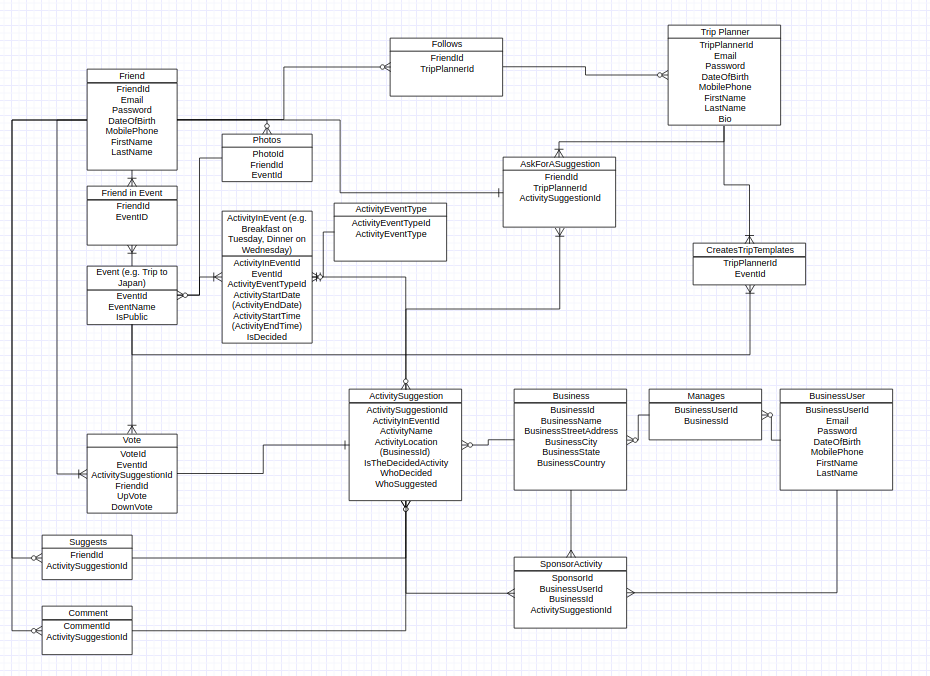 Trip Planner
TripPlannerId
Email
Password
DateOfBirth
MobilePhone
FirstName
LastName
Bio
Follows
FriendId
TripPlannerId
Friend
FriendId
Email
Password
DateOfBirth
MobilePhone
FirstName
LastName
Photos
PhotoId
FriendId
EventId
AskForASuggestion
FriendId
TripPlannerId
ActivitySuggestionId
Friend in Event
FriendId
EventID
ActivityEventType
ActivityEventTypeId
ActivityEventType
ActivityInEvent (e.g.
Breakfast on
Tuesday, Dinner on
Wednesday)
ActivityInEventId
EventId
ActivityEventTypeId
ActivityStartDate
(ActivityEndDate)
ActivityStartTime
(ActivityEndTime)
IsDecided
CreatesTripTemplates
TripPlannerId
EventId
Event (e.g. Trip to
Japan)
EventId
EventName
IsPublic
ActivitySuggestion
ActivitySuggestionId
ActivityInEventId
ActivityName
ActivityLocation
(BusinessId)
IsTheDecidedActivity
WhoDecided
WhoSuggested
Business
BusinessId
BusinessName
BusinessStreetAddress
BusinessCity
BusinessState
BusinessCountry
Manages
BusinessUserId
BusinessId
BusinessUser
BusinessUserId
Email
Password
DateOfBirth
MobilePhone
FirstName
LastName
Vote
VoteId
EventId
ActivitySuggestionId
FriendId
UpVote
DownVote
Suggests
FriendId
ActivitySuggestionId
SponsorActivity
SponsorId
BusinessUserId
BusinessId
ActivitySuggestionId
Comment
CommentId
ActivitySuggestionId